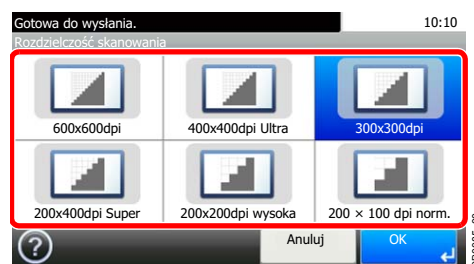 Gotowa do wysłania. 10:10
Rozdzielczość skanowania
600x600dpi 400x400dpi Ultra 300x300dpi
200x400dpi Super 200x200dpi wysoka 200 × 100 dpi norm.
? Anuluj OK